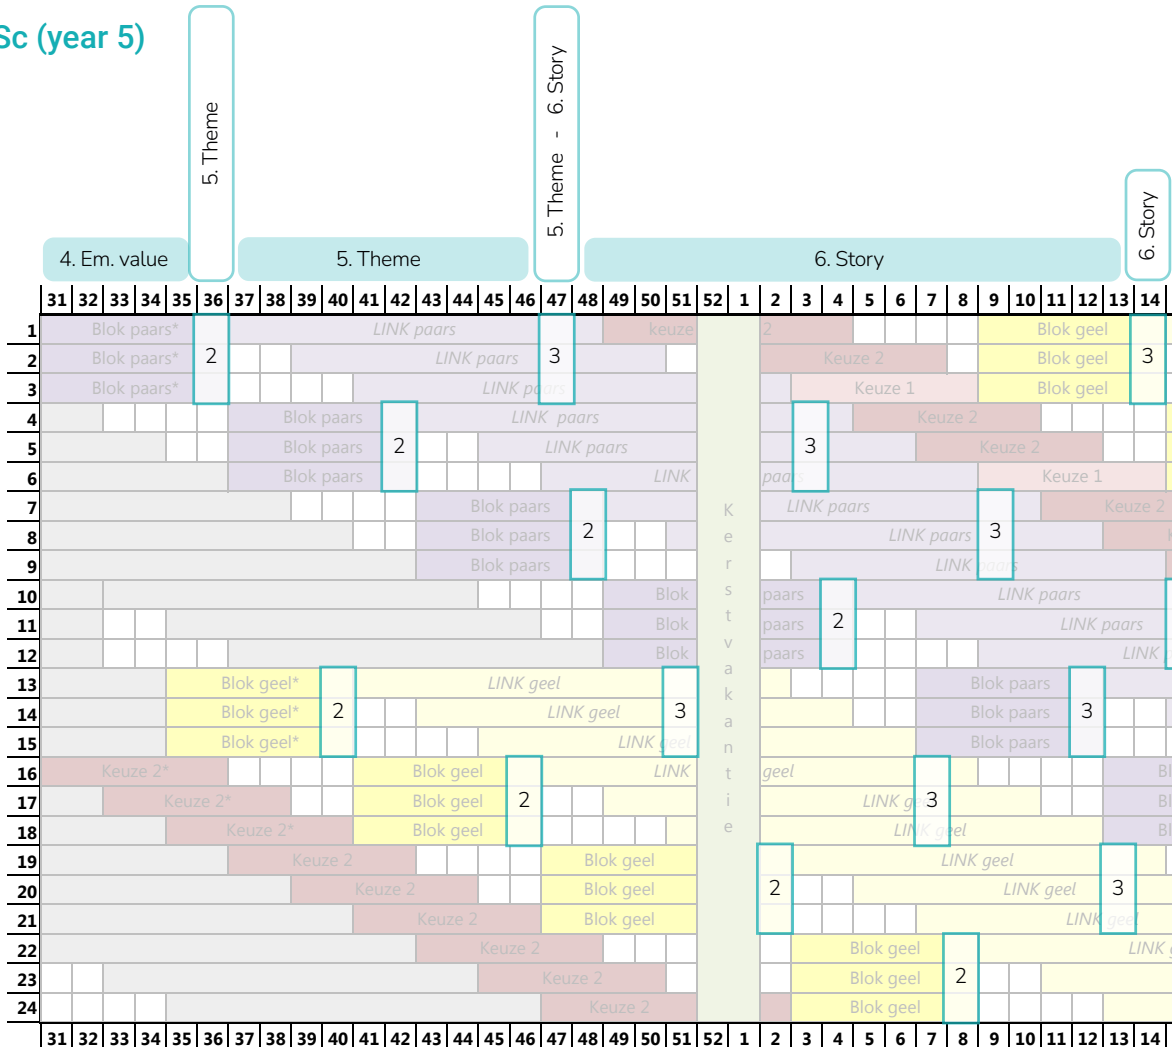 Sc (year 5)
5. Theme
5. Theme - 6. Story
6. Story
4. Em. value 5. Theme 6. Story
31 32 33 34 35 36 37 38 39 40 41 42 43 44 45 46 47 48 49 50 51 52 1 2 3 4 5 6 7 8 9 10 11 12 13 14
1 Blok paars* LINK paars keuze 2 Blok geel
2 Blok paars* 2 LINK paars 3 Keuze 2 Blok geel 3
3 Blok paars* LINK paars Keuze 1 Blok geel
4 Blok paars LINK paars Keuze 2
5 Blok paars 2 LINK paars 3 Keuze 2
6 Blok paars LINK paars Keuze 1
7 Blok paars LINK paars Keuze 2
8 Blok paars 2 LINK paars 3 K
9 Blok paars LINK paars
10 Blok paars LINK paars
11 Blok paars 2 LINK paars
12 Blok paars LINK p
13 Blok geel* LINK geel Blok paars
14 Blok geel* 2 LINK geel 3 Blok paars 3
15 Blok geel* LINK geel Blok paars
16 Keuze 2* Blok geel LINK geel Bl
17 Keuze 2* Blok geel 2 LINK geel 3 Bl
18 Keuze 2* Blok geel LINK geel Bl
19 Keuze 2 Blok geel LINK geel
20 Keuze 2 Blok geel 2 LINK geel 3
21 Keuze 2 Blok geel LINK geel
22 Keuze 2 Blok geel LINK g
23 Keuze 2 Blok geel 2
24 Keuze 2 Blok geel
Kerstvakantie
31 32 33 34 35 36 37 38 39 40 41 42 43 44 45 46 47 48 49 50 51 52 1 2 3 4 5 6 7 8 9 10 11 12 13 14